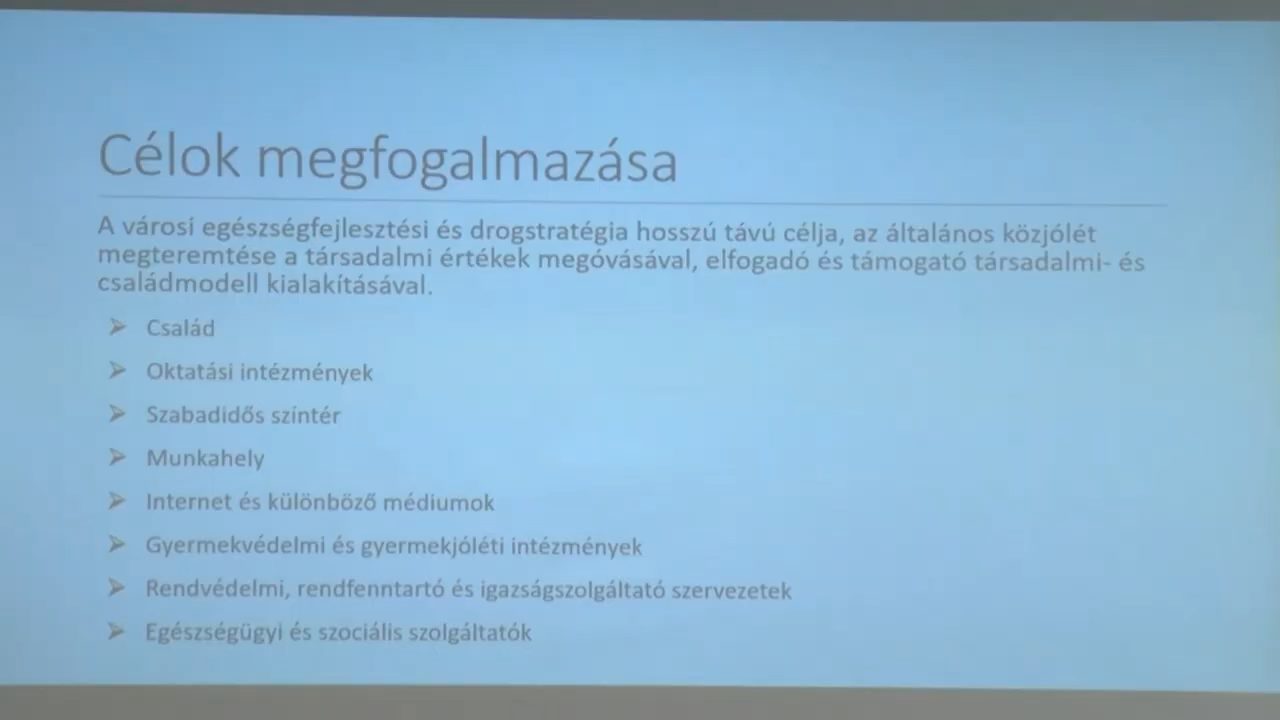 Célok megfogalmazása
A városi egészségfejlesztési és drogstratégia hosszú távú célja, az általános közjólét
megteremtése a társadalmi értékek megóvásával, elfogadó és támogató társadalmi- és
családmodell kialakításával.
➢ Család
➢ Oktatási intézmények
➢ Szabadidős színtér
➢ Munkahely
➢ Internet és különböző médiumok
➢ Gyermekvédelmi és gyermekjóléti intézmények
➢ Rendvédelmi, rendfenntartó és igazságszolgáltató szervezetek
➢ Egészségügyi és szociális szolgáltatók